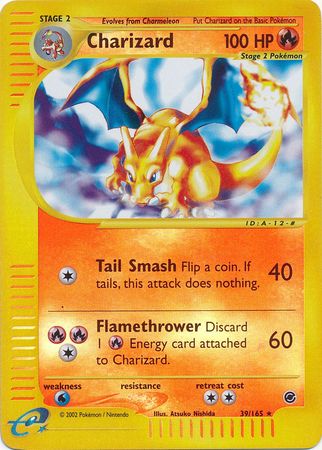 STAGE 2
Evolves from Charmeleon
Put Charizard on the Basic Pokémon
Charizard
100 HP
Stage 2 Pokémon
ID:A-12-#
Tail Smash Flip a coin. If
tails, this attack does nothing.
40
Flamethrower Discard
1 Energy card attached
to Charizard.
60
weakness
resistance
retreat cost
e
© 2002 Pokémon / Nintendo
Illus. Atsuko Nishida
39/165 ★